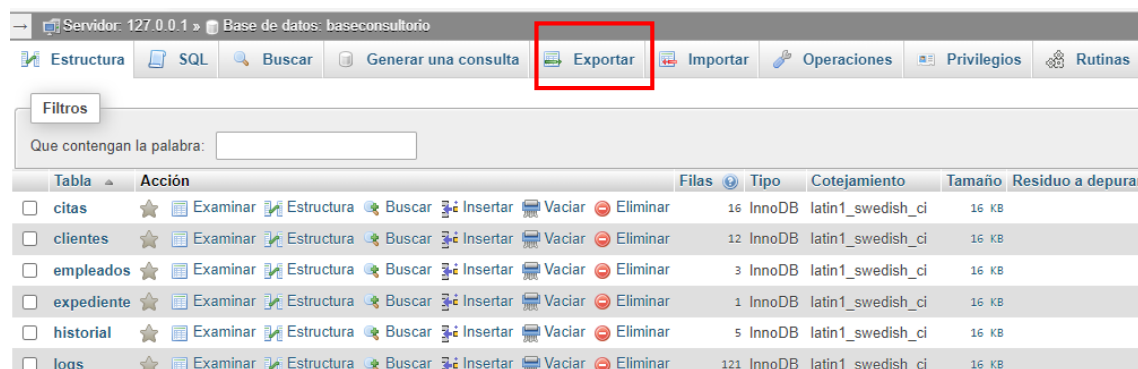 Servidor: 127.0.0.1 » Base de datos: baseconsultorio
Estructura SQL Buscar Generar una consulta Exportar Importar Operaciones Privilegios Rutinas
Filtros
Que contengan la palabra:
Tabla Acción Filas Tipo Cotejamiento Tamaño Residuo a depurar
citas Examinar Estructura Buscar Insertar Vaciar Eliminar 16 InnoDB latin1_swedish_ci 16 KB
clientes Examinar Estructura Buscar Insertar Vaciar Eliminar 12 InnoDB latin1_swedish_ci 16 KB
empleados Examinar Estructura Buscar Insertar Vaciar Eliminar 3 InnoDB latin1_swedish_ci 16 KB
expediente Examinar Estructura Buscar Insertar Vaciar Eliminar 1 InnoDB latin1_swedish_ci 16 KB
historial Examinar Estructura Buscar Insertar Vaciar Eliminar 5 InnoDB latin1_swedish_ci 16 KB
logs Examinar Estructura Buscar Insertar Vaciar Eliminar 121 InnoDB latin1_swedish_ci 16 KB